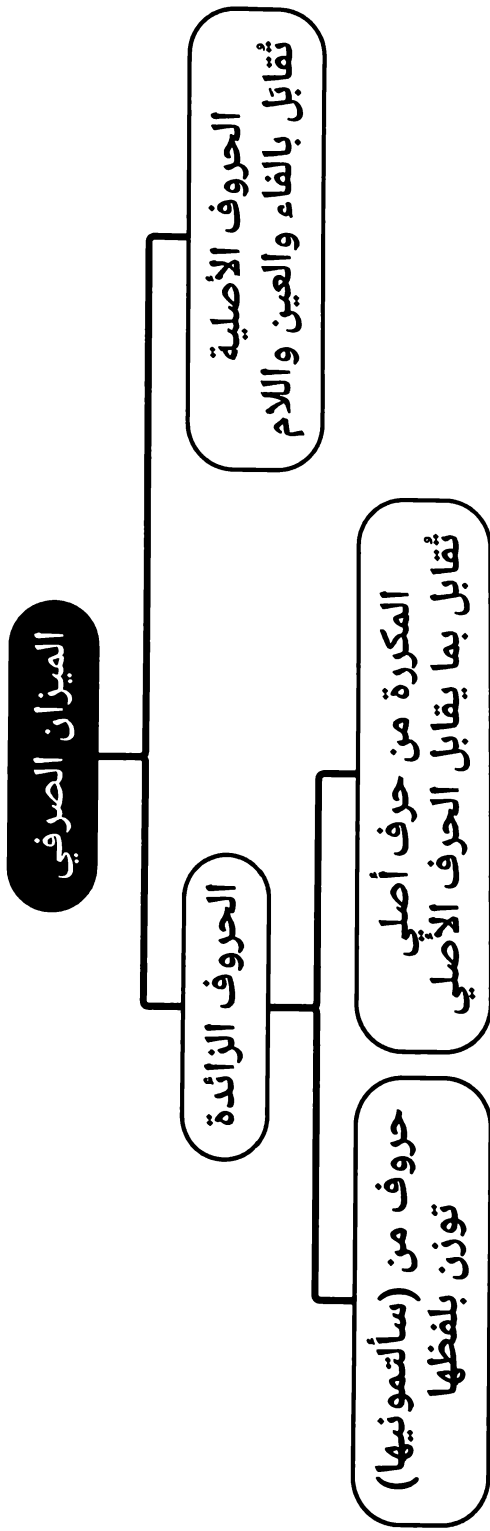 الميزان الصرفي
الحروف الأصلية
تُقابَل بالفاء والعين واللام
الحروف الزائدة
المكررة من حرف أصلي
تُقابل بما يقابل الحرف الأصلي
حروف من (سألتمونيها)
توزن بلفظها